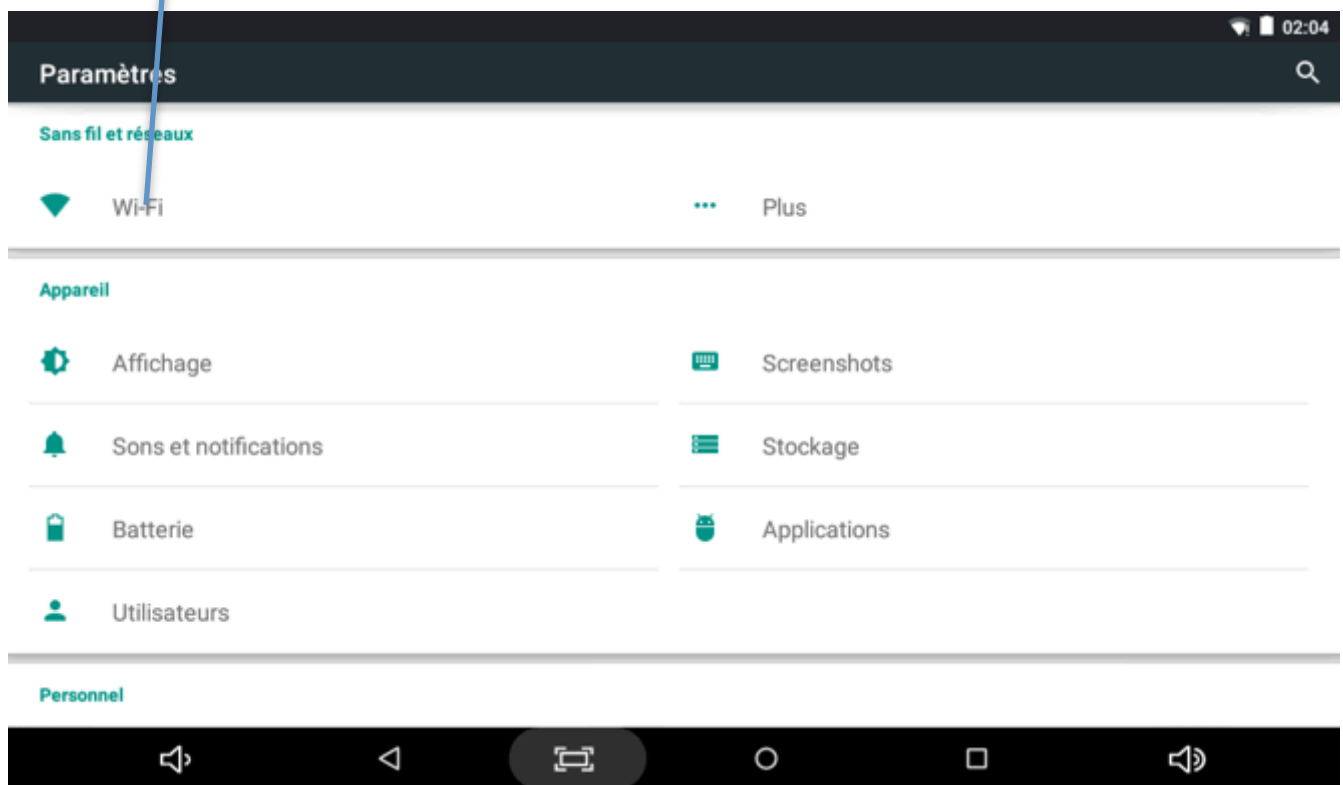 02:04
Paramètres
Sans fil et réseaux
Wi-Fi
Plus
Appareil
Affichage
Screenshots
Sons et notifications
Stockage
Batterie
Applications
Utilisateurs
Personnel